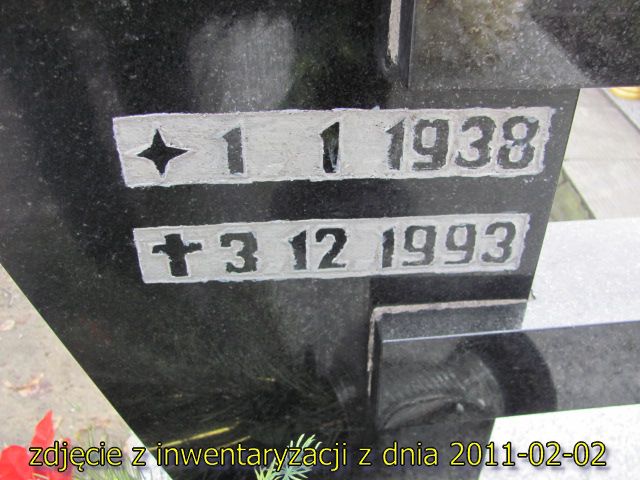 1 1 1938
3 12 1993
zdjęcie z inwentaryzacji z dnia 2011-02-02